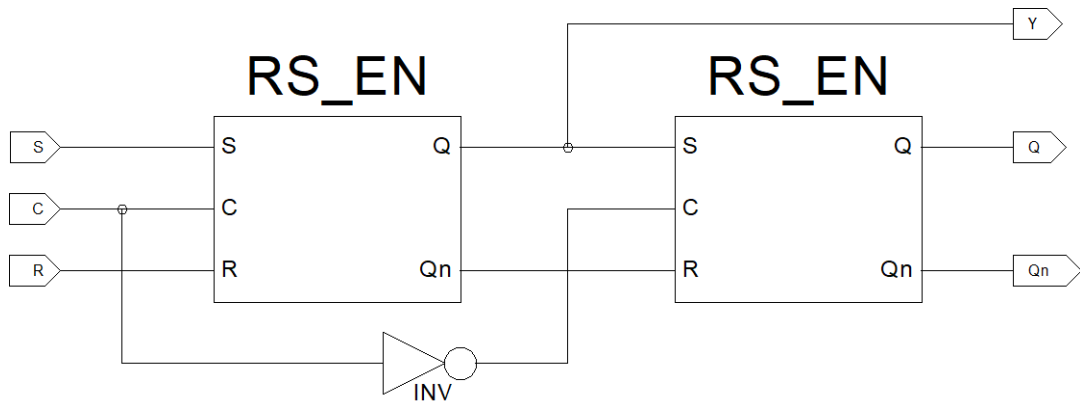 Y
RS_EN RS_EN
S S Q S Q Q
C C C
R R Qn R Qn Qn
INV